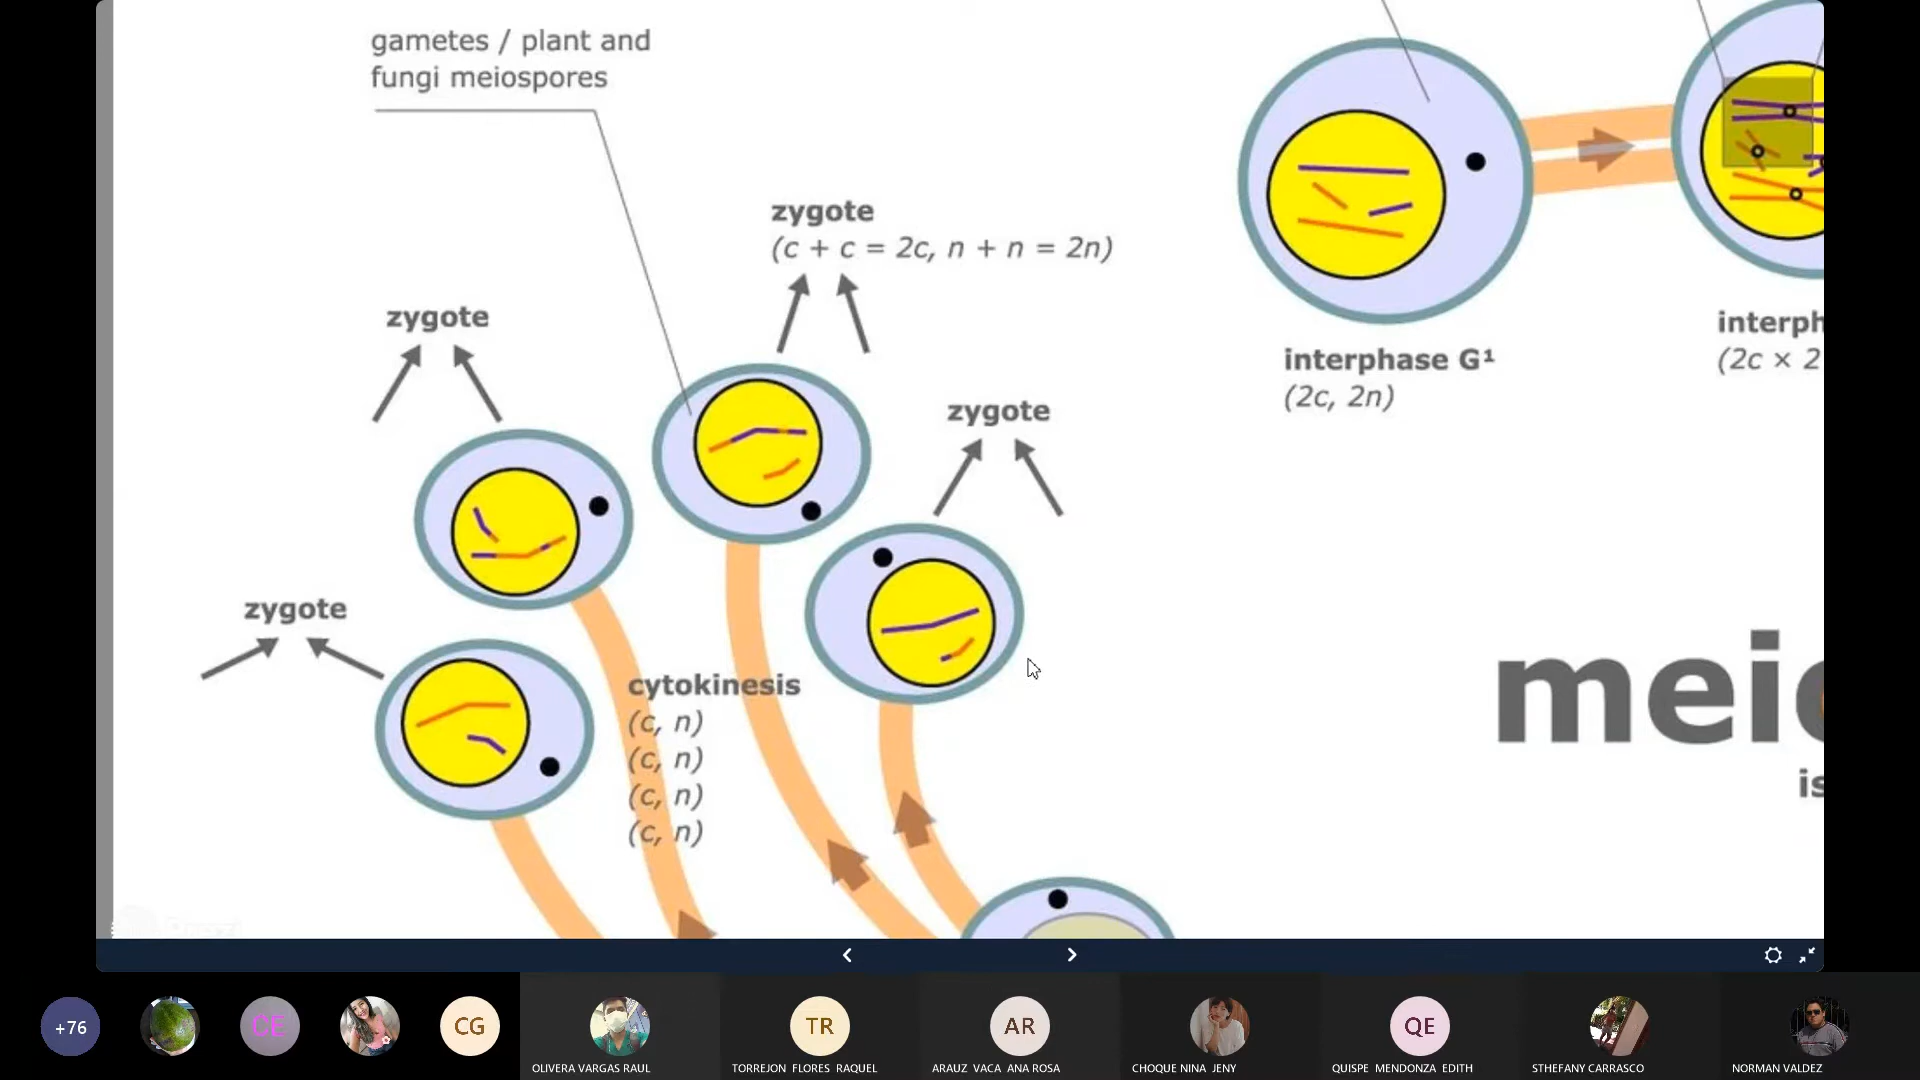 gametes / plant and
fungi meiospores
zygote
(c + c = 2c, n + n = 2n)
zygote
zygote
zygote
interphase G¹
(2c, 2n)
interph
(2c × 2
cytokinesis
(c, n)
(c, n)
(c, n)
(c, n)
meio
is
+76
CE
CG
TR
AR
QE
OLIVERA VARGAS RAUL
TORREJON FLORES RAQUEL
ARAUZ VACA ANA ROSA
CHOQUE NINA JENY
QUISPE MENDONZA EDITH
STHEFANY CARRASCO
NORMAN VALDEZ